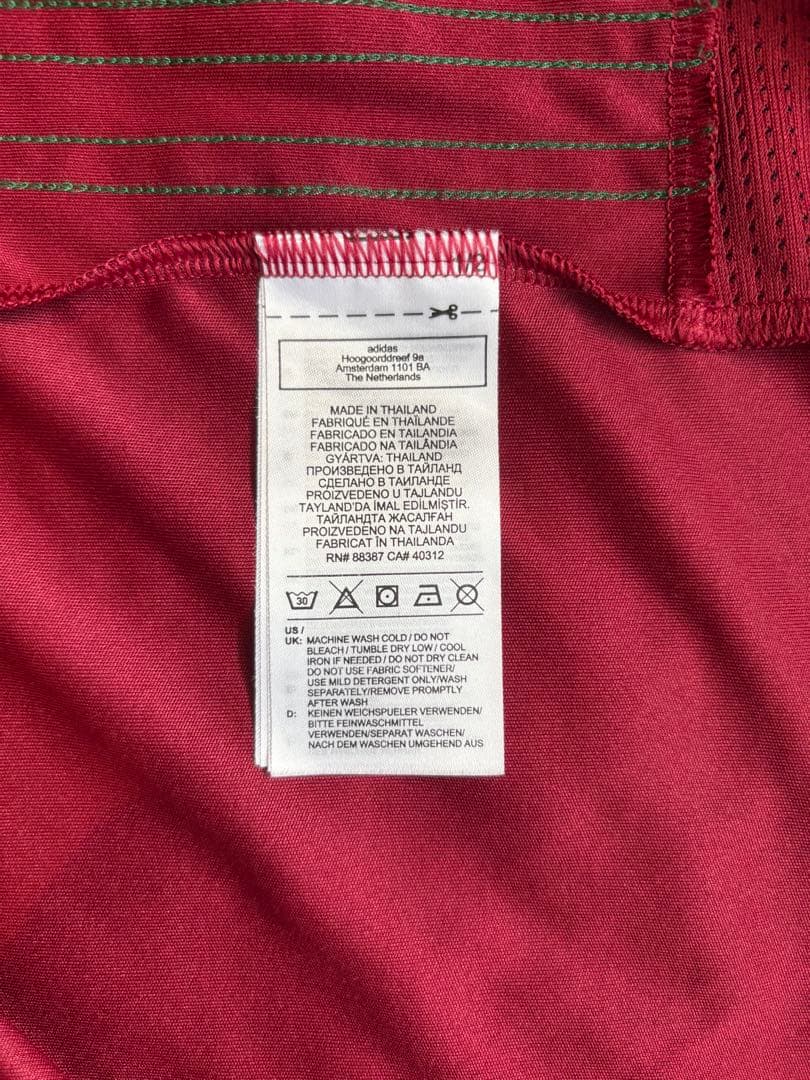 1/2
adidas
Hoogoorddreef 9a
Amsterdam 1101 BA
The Netherlands
MADE IN THAILAND
FABRIQUÉ EN THAÏLANDE
FABRICADO EN TAILANDIA
FABRICADO NA TAILÂNDIA
GYÁRTVA: THAILAND
ПРОИЗВЕДЕНО В ТАЙЛАНД
СДЕЛАНО В ТАИЛАНДЕ
PROIZVEDENO U TAJLANDU
TAYLAND'DA İMAL EDİLMİŞTİR.
ТАЙЛАНДТА ЖАСАЛҒАН
PROIZVEDENO NA TAJLANDU
FABRICAT ÎN THAILANDA
RN# 88387 CA# 40312
30
US /
UK: MACHINE WASH COLD / DO NOT
BLEACH / TUMBLE DRY LOW / COOL
IRON IF NEEDED / DO NOT DRY CLEAN
DO NOT USE FABRIC SOFTENER/
USE MILD DETERGENT ONLY/WASH
SEPARATELY/REMOVE PROMPTLY
AFTER WASH
D: KEINEN WEICHSPUELER VERWENDEN/
BITTE FEINWASCHMITTEL
VERWENDEN/SEPARAT WASCHEN/
NACH DEM WASCHEN UMGEHEND AUS